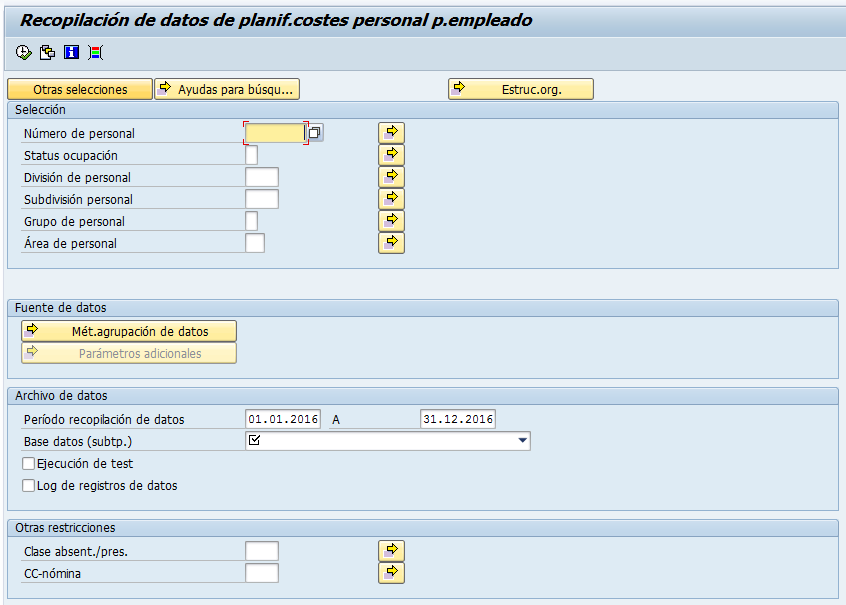 Recopilación de datos de planif.costes personal p.empleado
Otras selecciones
Ayudas para búsqu...
Estruc.org.
Selección
Número de personal
Status ocupación
División de personal
Subdivisión personal
Grupo de personal
Área de personal
Fuente de datos
Mét.agrupación de datos
Parámetros adicionales
Archivo de datos
Período recopilación de datos 01.01.2016 A 31.12.2016
Base datos (subtp.)
Ejecución de test
Log de registros de datos
Otras restricciones
Clase absent./pres.
CC-nómina